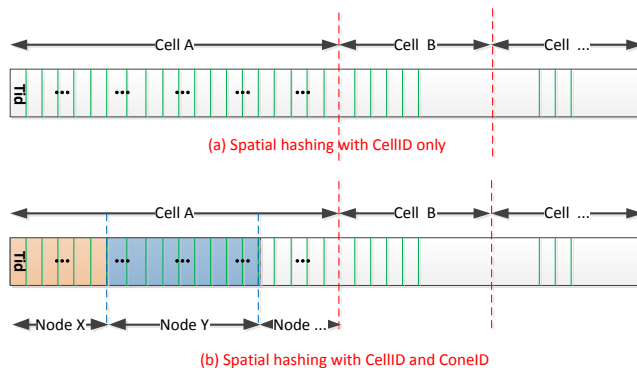 Cell A Cell B Cell ...
Tid ... ... ... ... ...
(a) Spatial hashing with CellID only
Cell A Cell B Cell ...
Tid ... ... ... ... ...
Node X Node Y Node ...
(b) Spatial hashing with CellID and ConeID